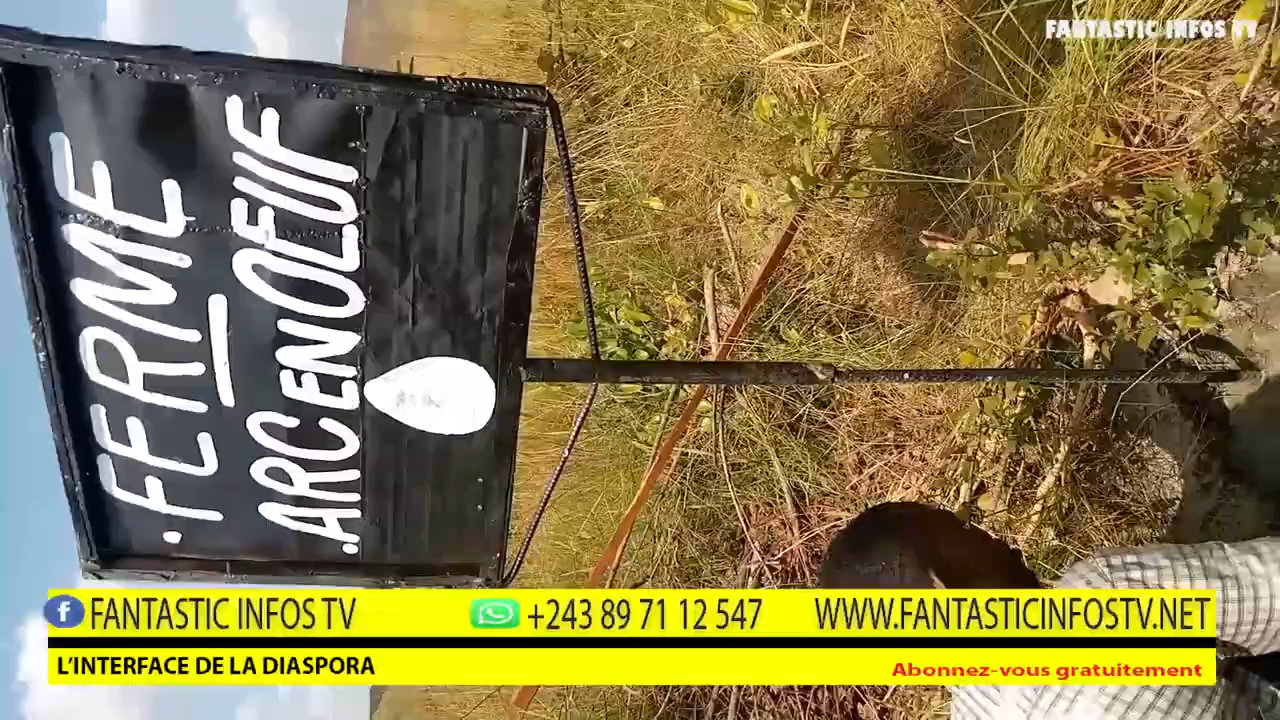 FANTASTIC INFOS TV
.FERME
..ARCENOEUF
FANTASTIC INFOS TV +243 89 71 12 547 WWW.FANTASTICINFOSTV.NET
L'INTERFACE DE LA DIASPORA Abonnez-vous gratuitement